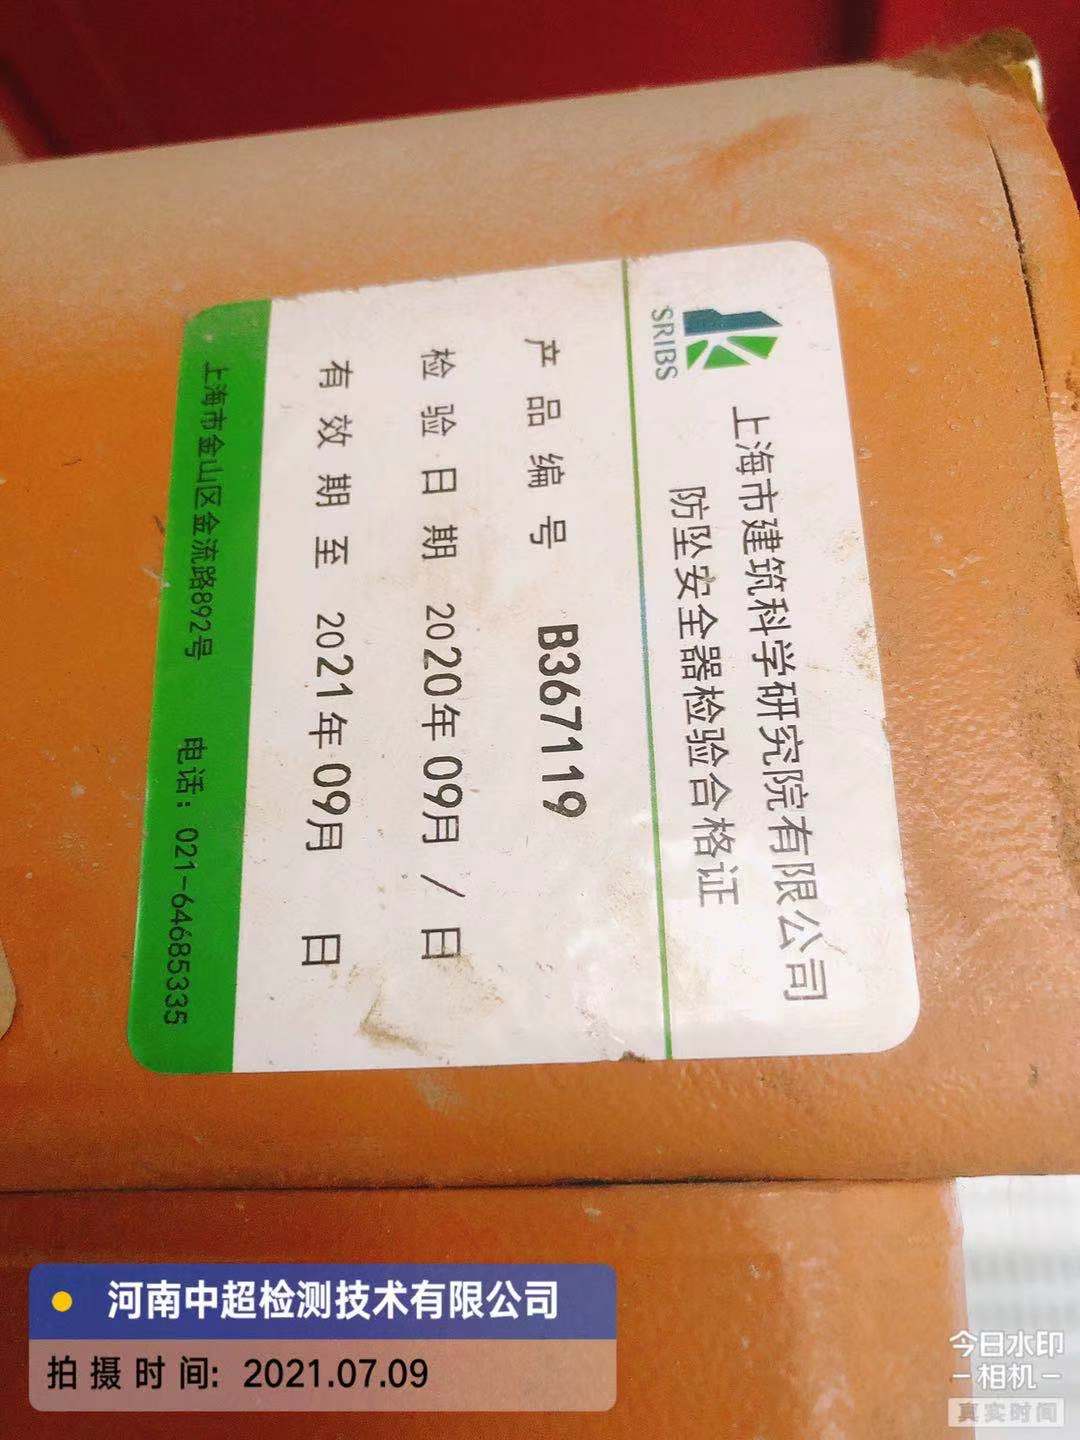 SRIBS
上海市建筑科学研究院有限公司
防坠安全器检验合格证
产品编号 B367119
检验日期 2020年09月/日
有效期至 2021年09月 日
上海市金山区金流路892号 电话：021-64685335
河南中超检测技术有限公司
拍摄时间: 2021.07.09
今日水印
-相机-
真实时间